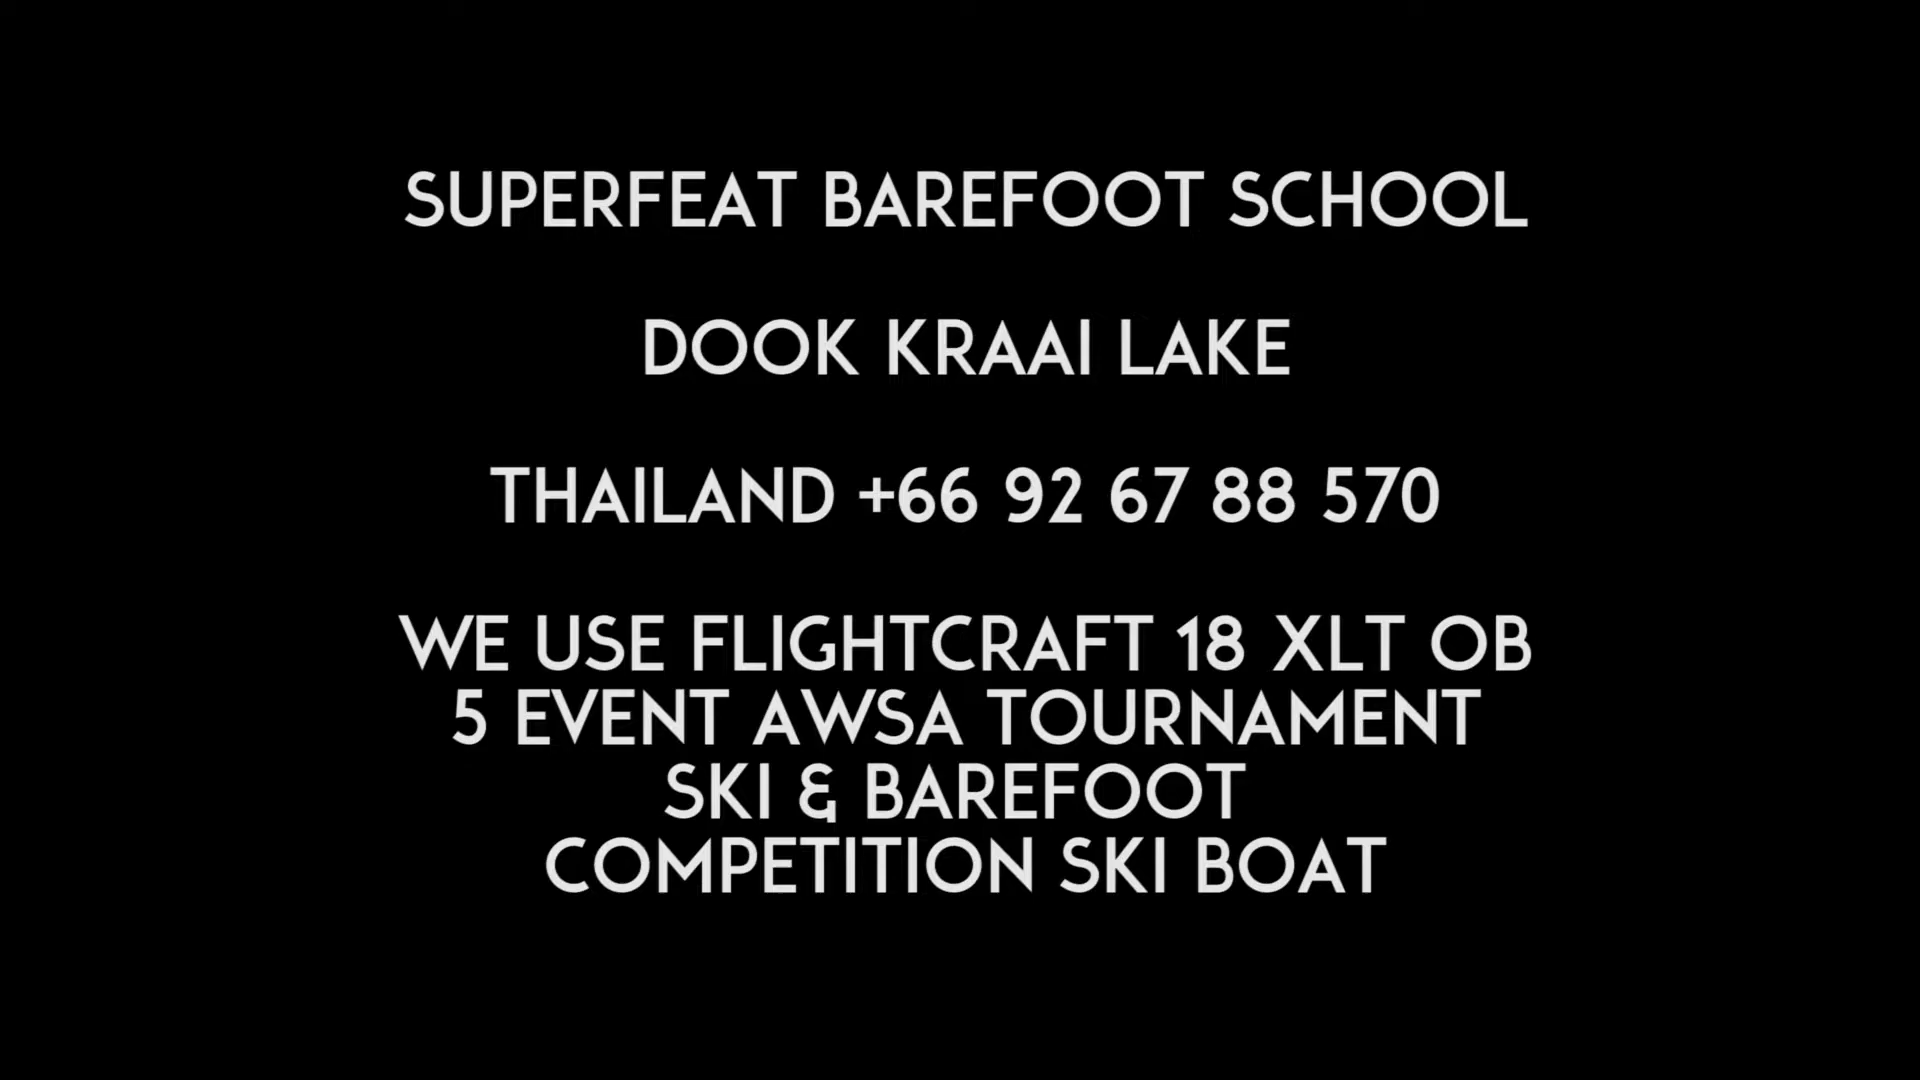 SUPERFEAT BAREFOOT SCHOOL
DOOK KRAAI LAKE
THAILAND +66 92 67 88 570
WE USE FLIGHTCRAFT 18 XLT OB
5 EVENT AWSA TOURNAMENT
SKI & BAREFOOT
COMPETITION SKI BOAT